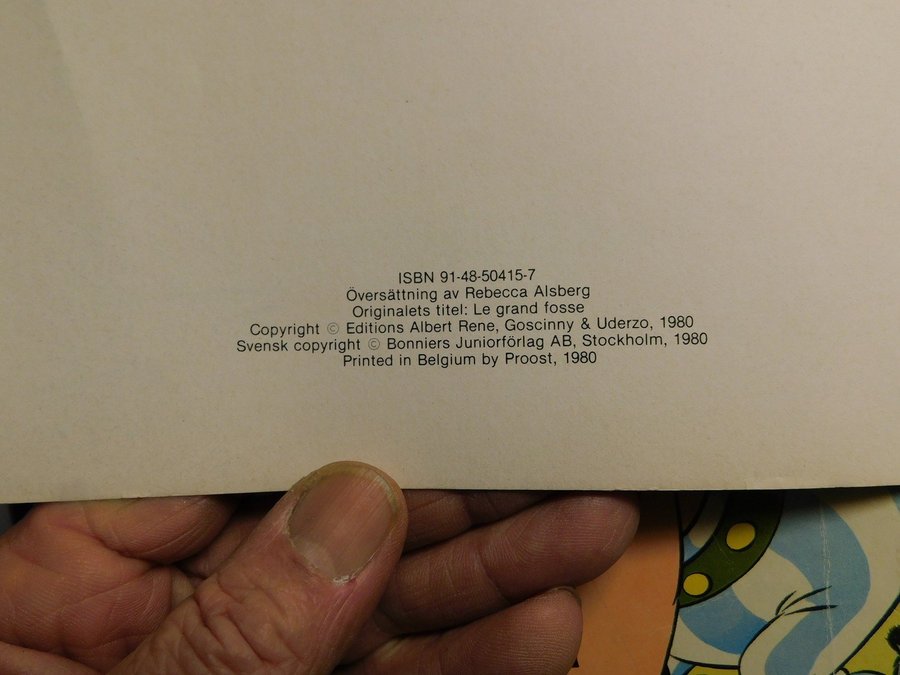 ISBN 91-48-50415-7
Översättning av Rebecca Alsberg
Originalets titel: Le grand fosse
Copyright © Editions Albert Rene, Goscinny & Uderzo, 1980
Svensk copyright © Bonniers Juniorförlag AB, Stockholm, 1980
Printed in Belgium by Proost, 1980